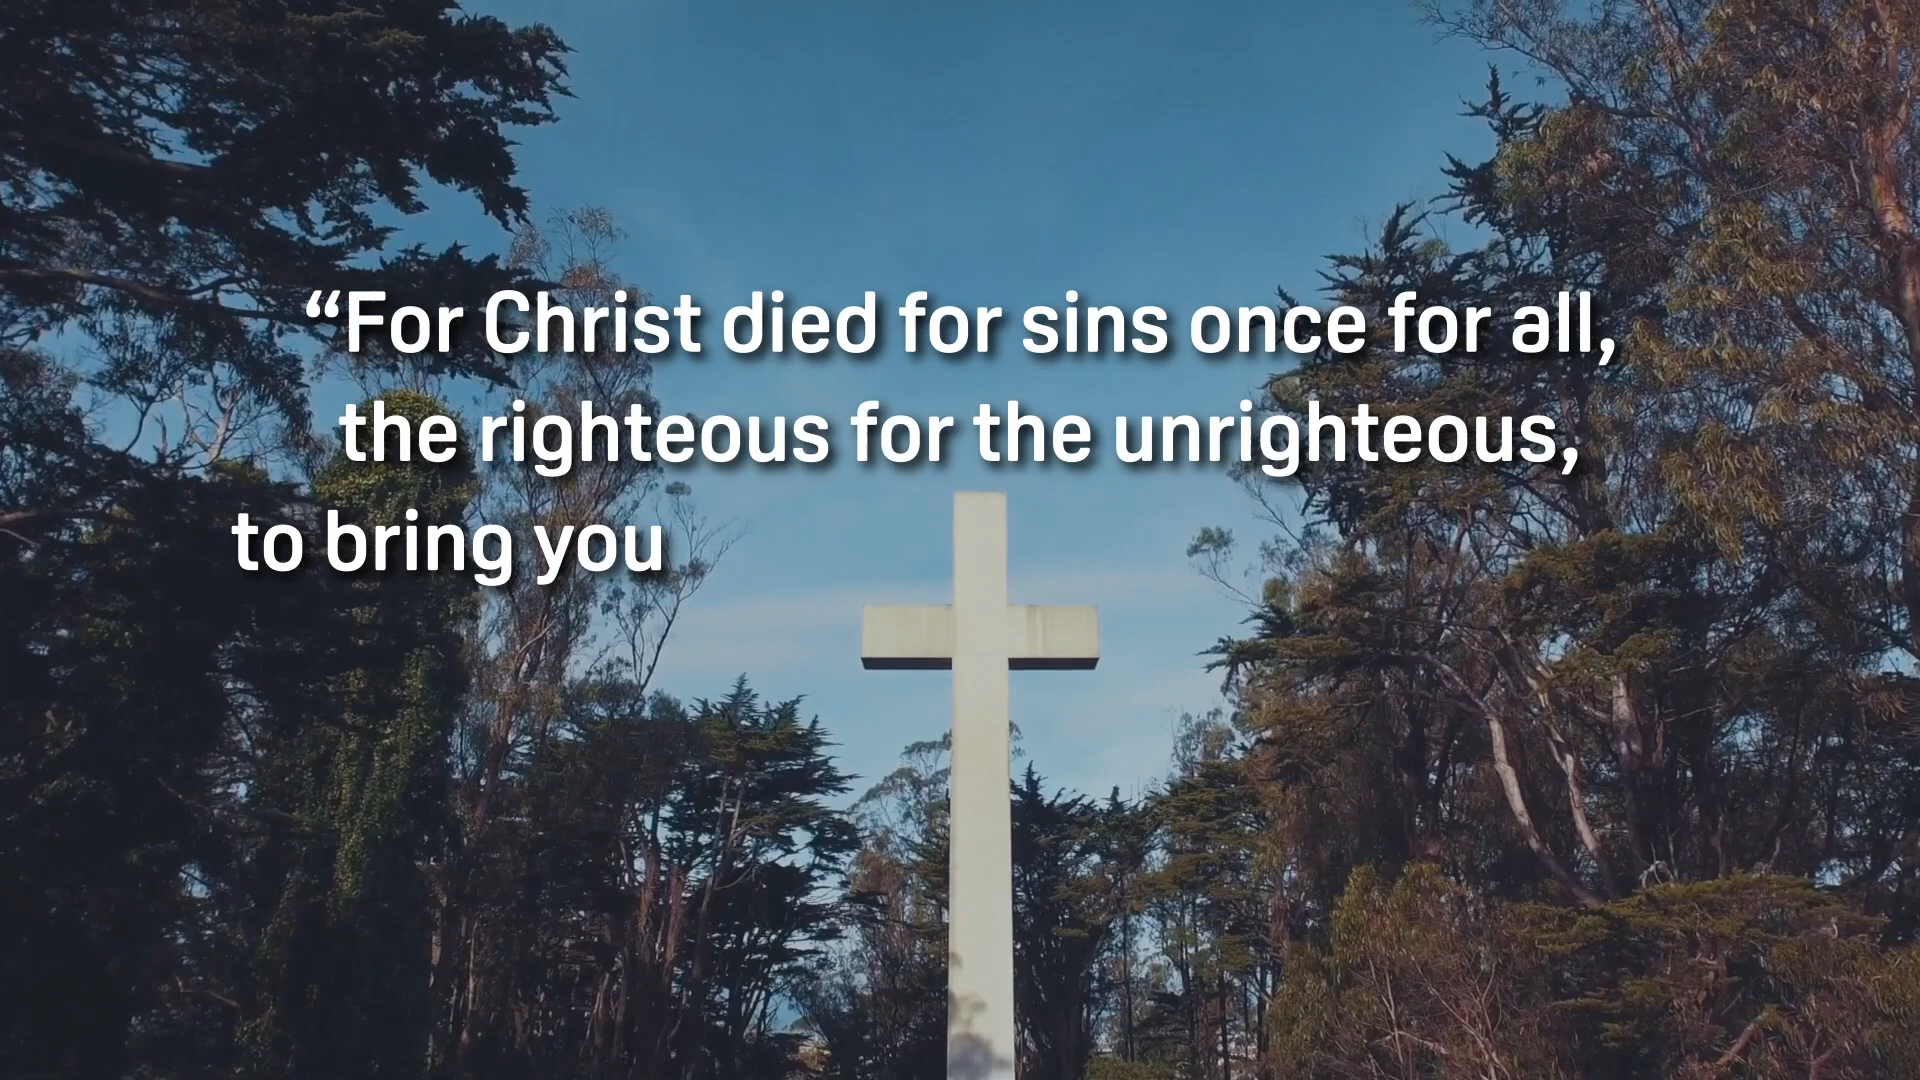 “For Christ died for sins once for all,
the righteous for the unrighteous,
to bring you